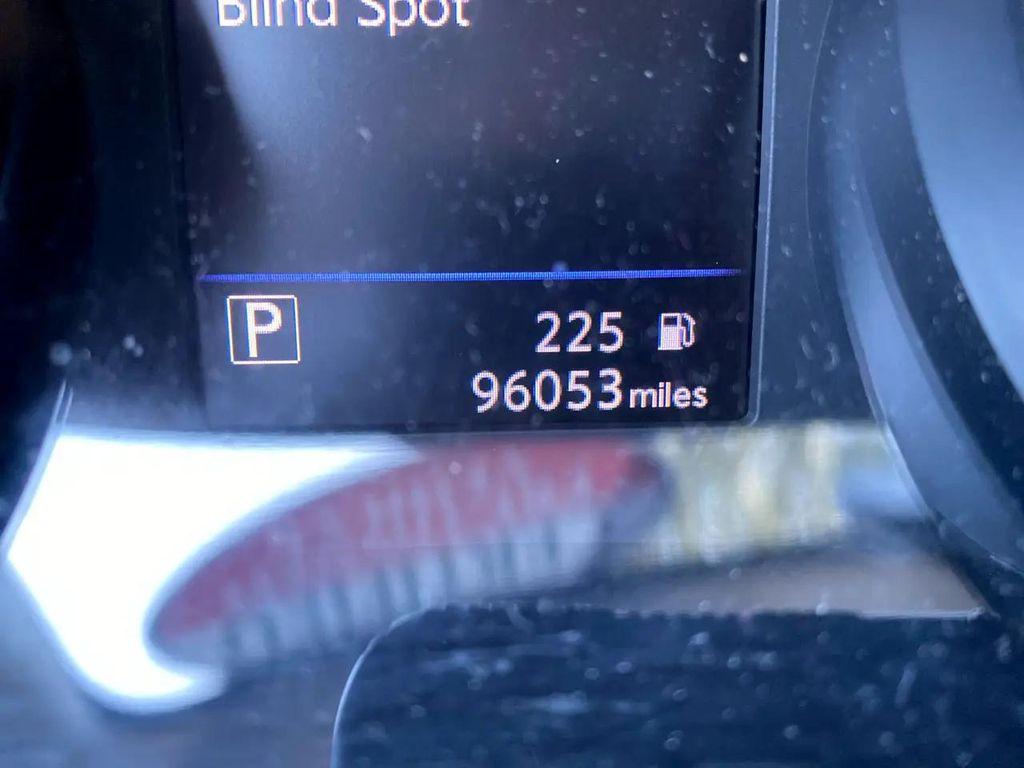 Blind Spot
P
225
96053 miles